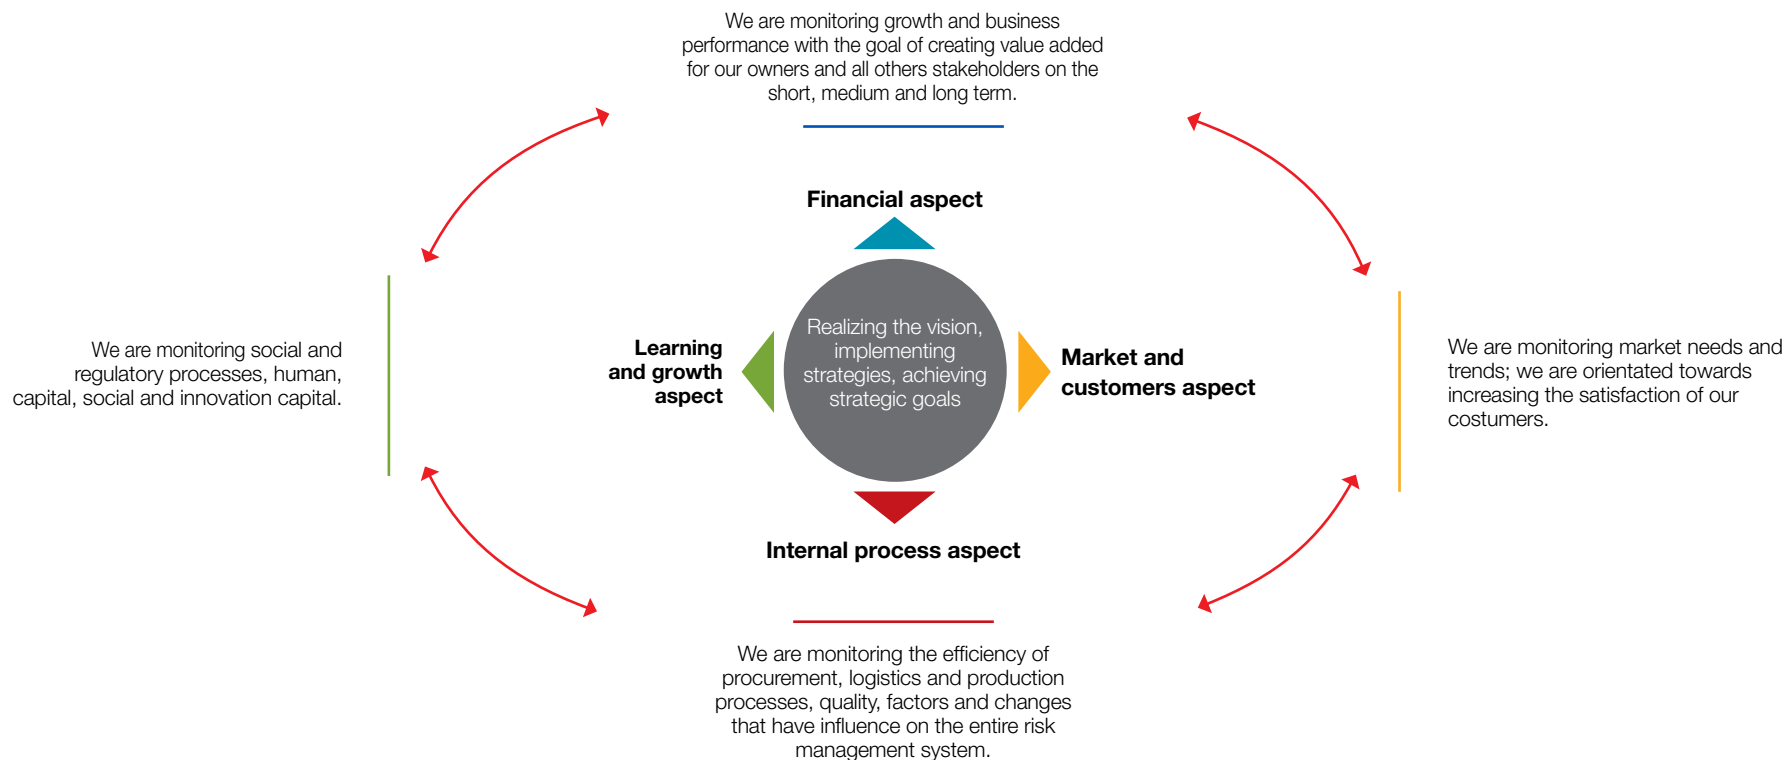 We are monitoring growth and business
performance with the goal of creating value added
for our owners and all others stakeholders on the
short, medium and long term.
Financial aspect
We are monitoring social and
regulatory processes, human,
capital, social and innovation capital.
Learning
and growth
aspect
Realizing the vision,
implementing
strategies, achieving
strategic goals
Market and
customers aspect
We are monitoring market needs and
trends; we are orientated towards
increasing the satisfaction of our
costumers.
Internal process aspect
We are monitoring the efficiency of
procurement, logistics and production
processes, quality, factors and changes
that have influence on the entire risk
management system.